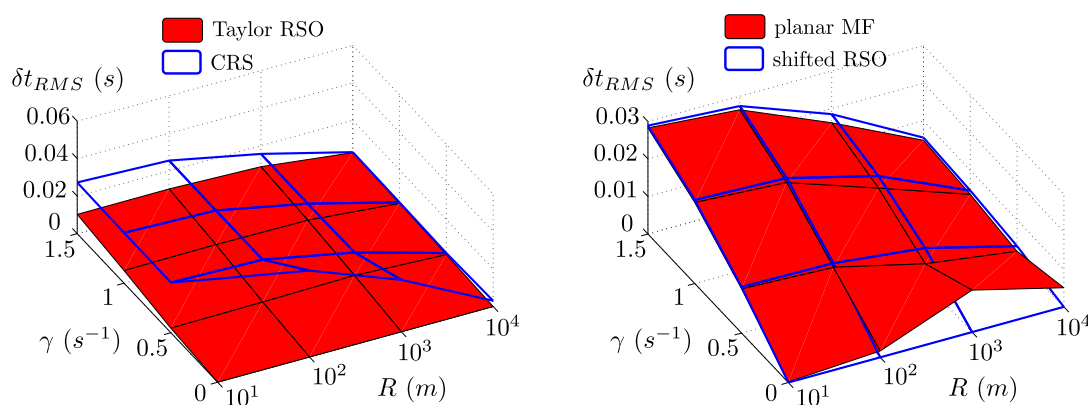 Taylor RSO
CRS
δt_RMS (s)
0.06
0.04
0.02
0
1.5
1
0.5
0
γ (s⁻¹)
10¹
10²
10³
10⁴
R (m)
planar MF
shifted RSO
δt_RMS (s)
0.03
0.02
0.01
0
1.5
1
0.5
0
γ (s⁻¹)
10¹
10²
10³
10⁴
R (m)